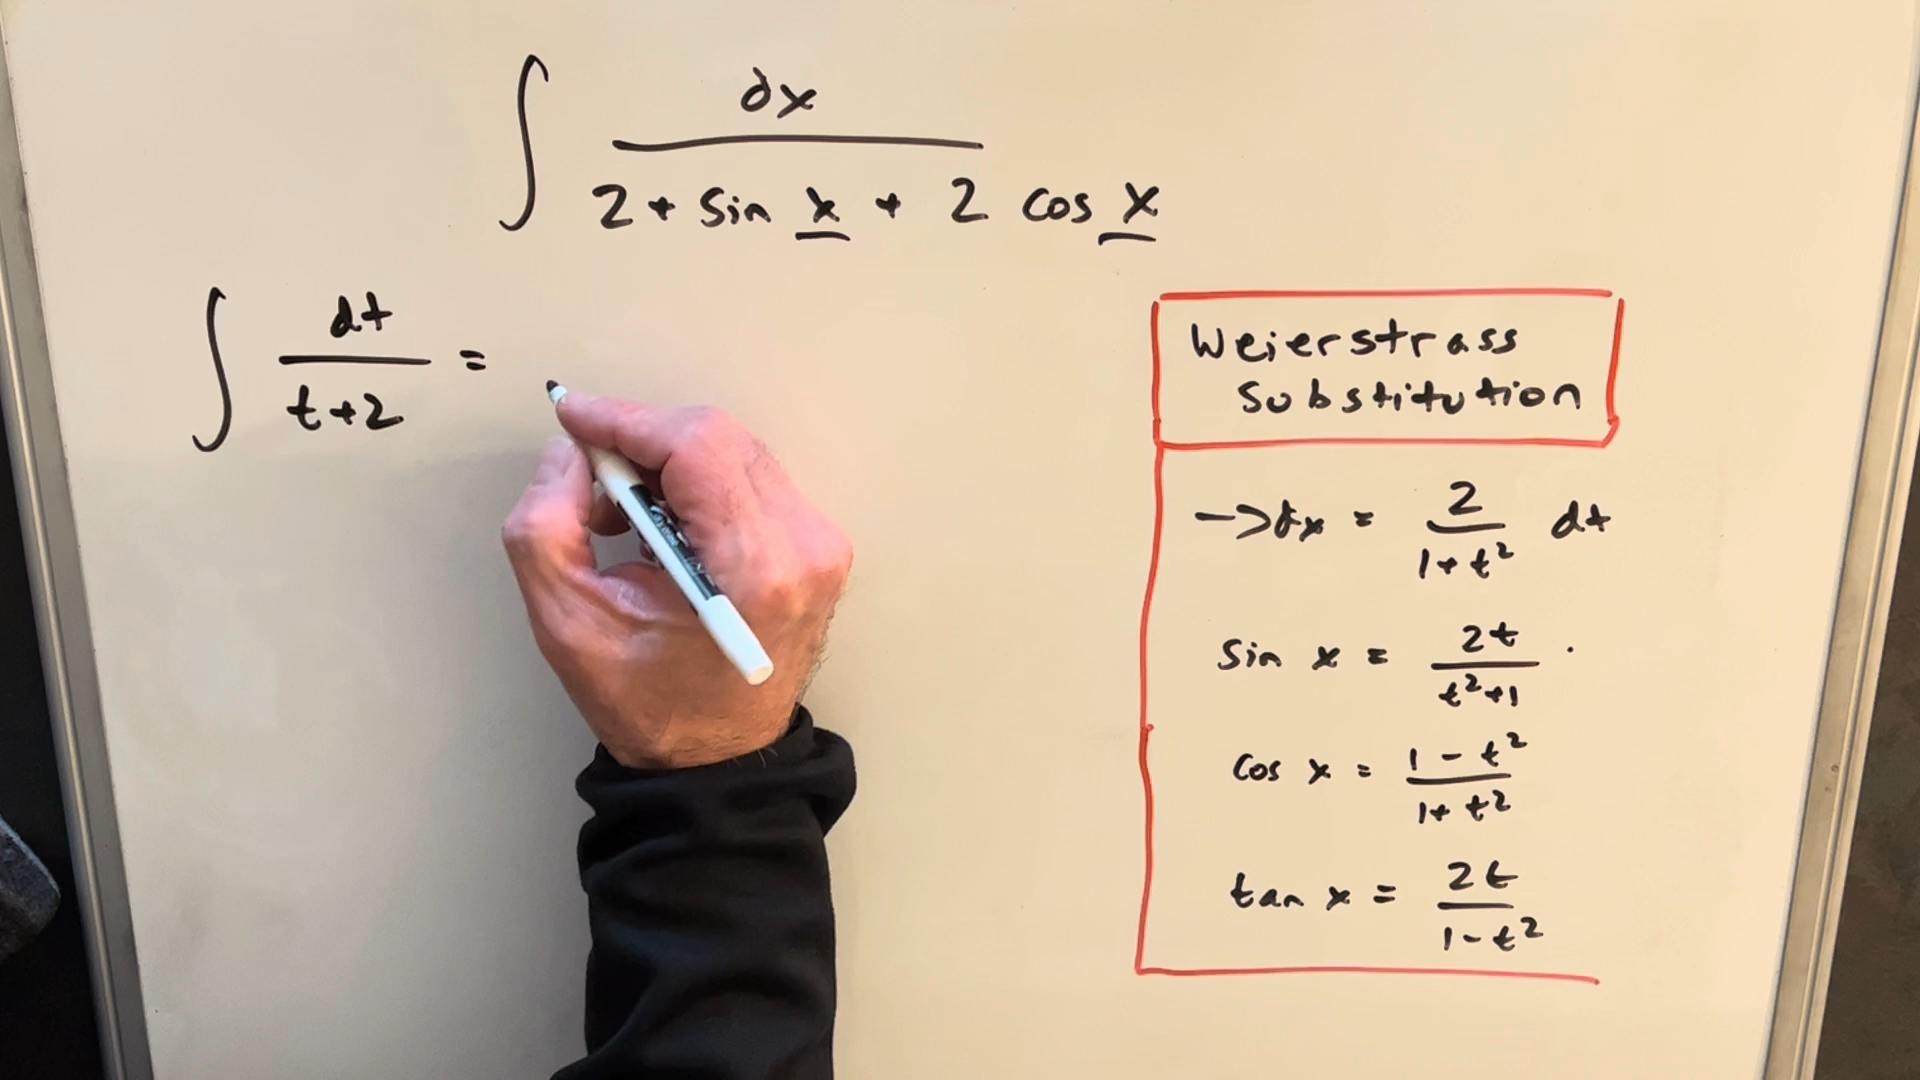 ∫ dx / (2 + sin x + 2 cos x)
∫ dt / (t+2) =
Weierstrass
Substitution
→ dx = 2 / (1+t²) dt
sin x = 2t / (t²+1) .
cos x = (1-t²) / (1+t²)
tan x = 2t / (1-t²)